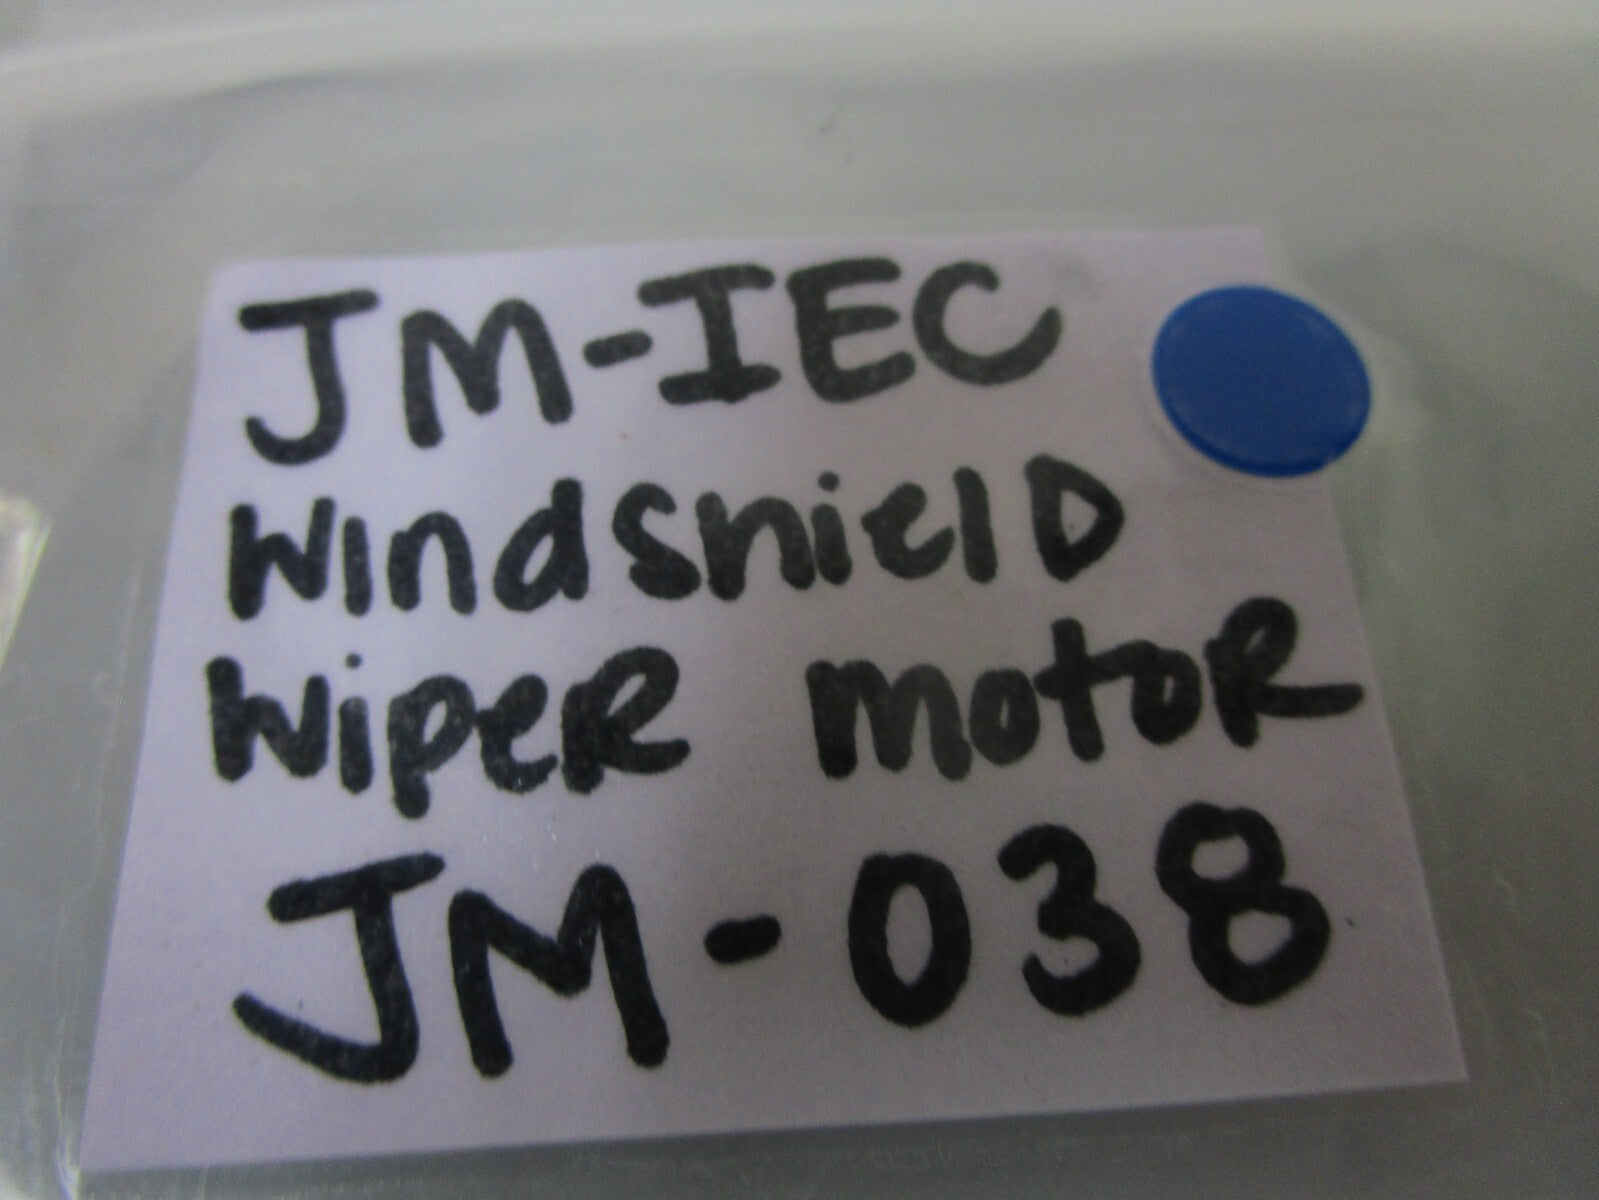 JM-IEC
WindshielD
WipeR motoR
JM-038